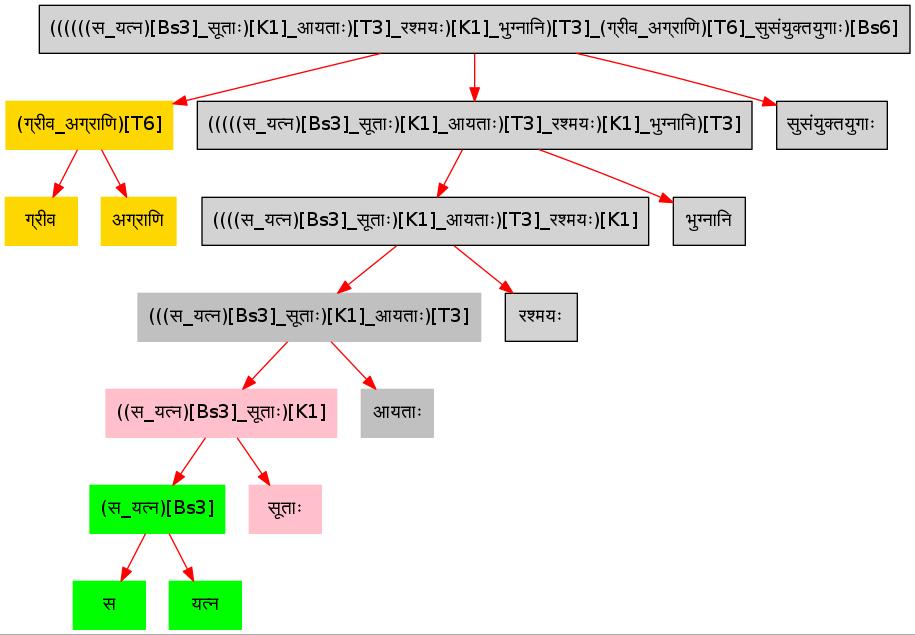 ((((((स_यत्न)[Bs3]_सूताः)[K1]_आयताः)[T3]_रश्मयः)[K1]_भुग्नानि)[T3]_(ग्रीव_अग्राणि)[T6]_सुसंयुक्तयुगाः)[Bs6]
(ग्रीव_अग्राणि)[T6]
(((((स_यत्न)[Bs3]_सूताः)[K1]_आयताः)[T3]_रश्मयः)[K1]_भुग्नानि)[T3]
सुसंयुक्तयुगाः
ग्रीव
अग्राणि
((((स_यत्न)[Bs3]_सूताः)[K1]_आयताः)[T3]_रश्मयः)[K1]
भुग्नानि
(((स_यत्न)[Bs3]_सूताः)[K1]_आयताः)[T3]
रश्मयः
((स_यत्न)[Bs3]_सूताः)[K1]
आयताः
(स_यत्न)[Bs3]
सूताः
स
यत्न